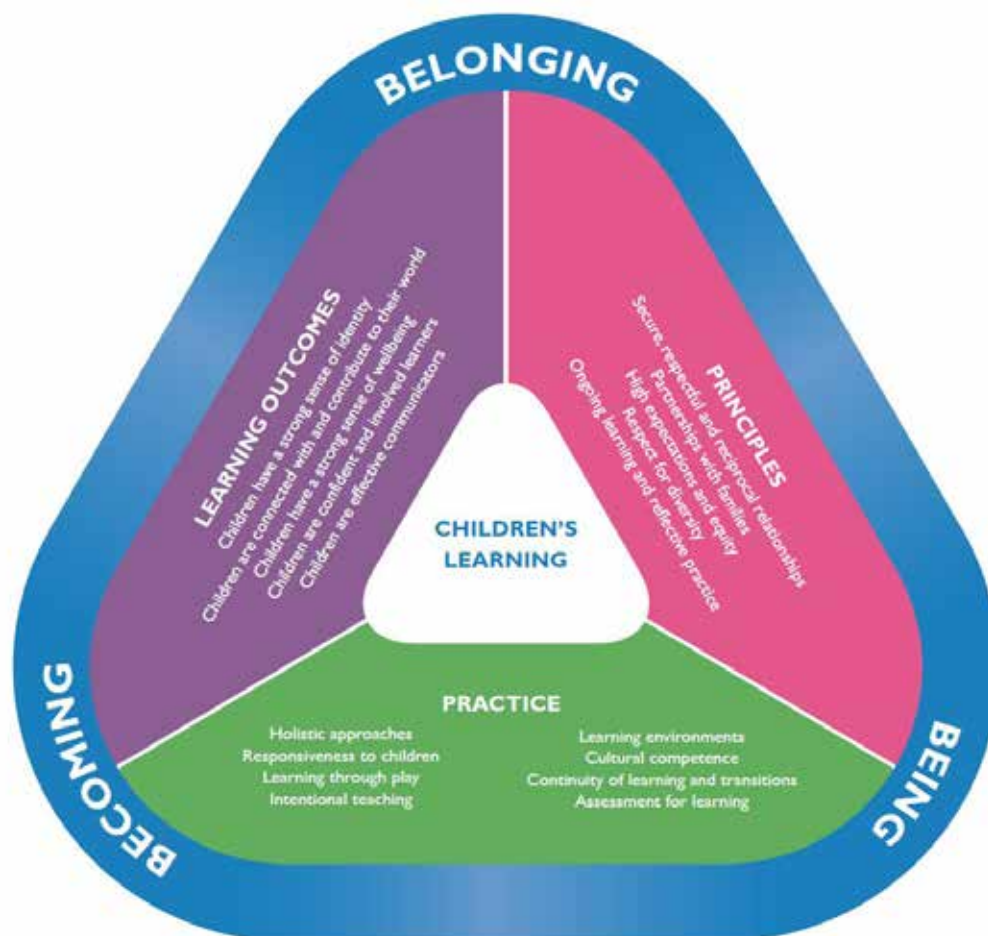 BELONGING
LEARNING OUTCOMES
Children have a strong sense of identity
Children are connected with and contribute to their world
Children have a strong sense of wellbeing
Children are confident and involved learners
Children are effective communicators
PRINCIPLES
Secure, respectful and reciprocal relationships
Partnerships with families
High expectations and equity
Respect for diversity
Ongoing learning and reflective practice
CHILDREN'S
LEARNING
PRACTICE
Holistic approaches
Responsiveness to children
Learning through play
Intentional teaching
Learning environments
Cultural competence
Continuity of learning and transitions
Assessment for learning
BECOMING
BEING